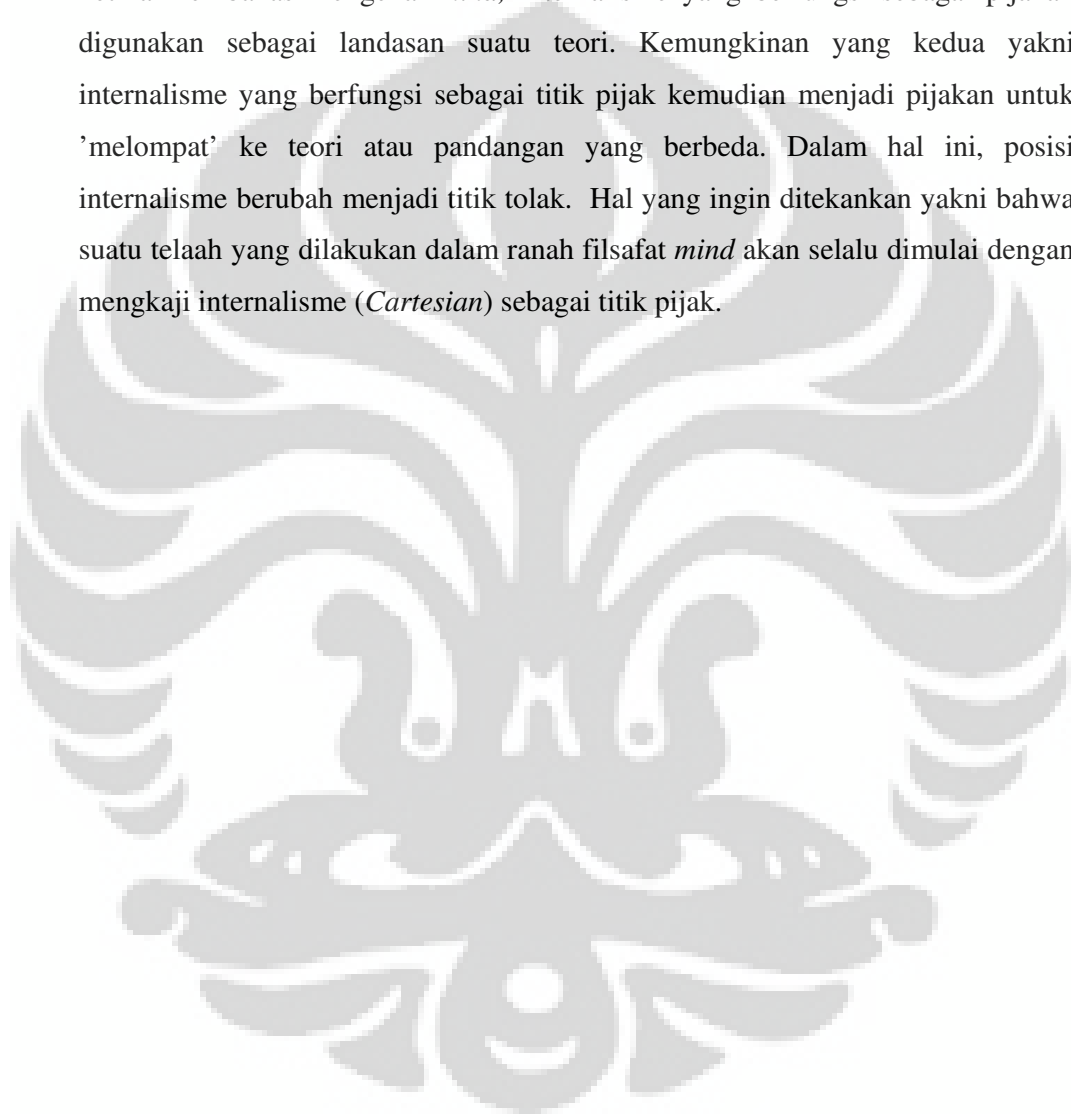 digunakan sebagai landasan suatu teori. Kemungkinan yang kedua yakni
internalisme yang berfungsi sebagai titik pijak kemudian menjadi pijakan untuk
’melompat’ ke teori atau pandangan yang berbeda. Dalam hal ini, posisi
internalisme berubah menjadi titik tolak. Hal yang ingin ditekankan yakni bahwa
suatu telaah yang dilakukan dalam ranah filsafat mind akan selalu dimulai dengan
mengkaji internalisme (Cartesian) sebagai titik pijak.